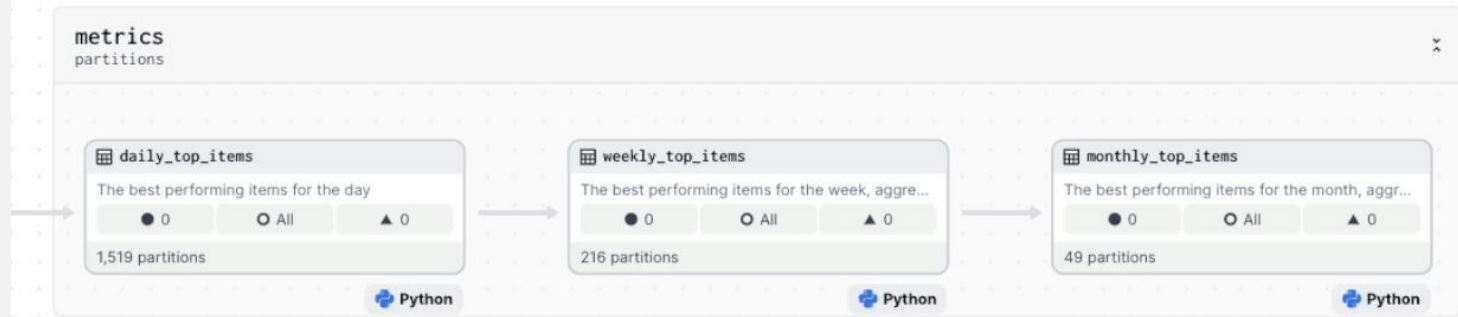 metrics
partitions
daily_top_items
The best performing items for the day
0 All 0
1,519 partitions
Python
weekly_top_items
The best performing items for the week, aggre...
0 All 0
216 partitions
Python
monthly_top_items
The best performing items for the month, aggr...
0 All 0
49 partitions
Python